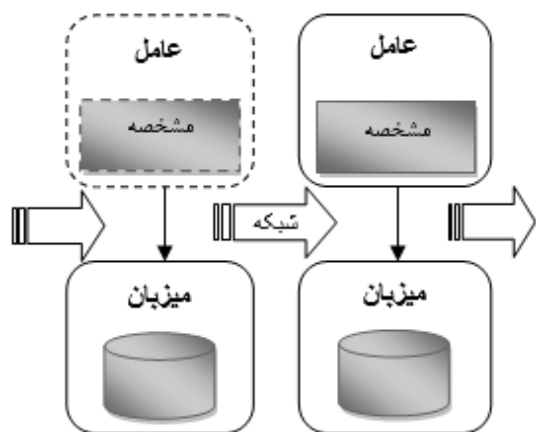 عامل
عامل
مشخصه
مشخصه
شبکه
میزبان
میزبان